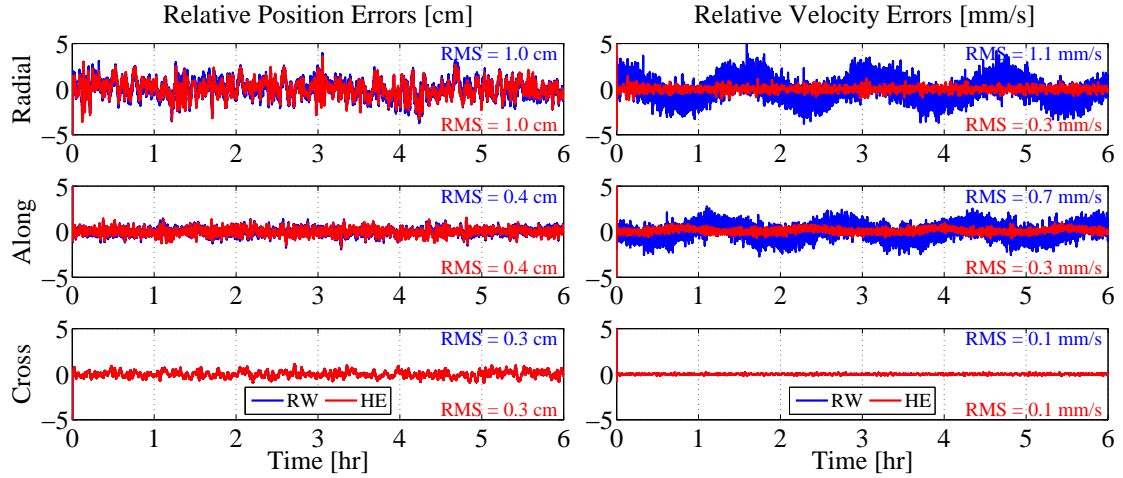 Relative Position Errors [cm]
Relative Velocity Errors [mm/s]
Radial
5
0
−5
RMS = 1.0 cm
RMS = 1.0 cm
0 1 2 3 4 5 6
5
0
−5
RMS = 1.1 mm/s
RMS = 0.3 mm/s
0 1 2 3 4 5 6
Along
5
0
−5
RMS = 0.4 cm
RMS = 0.4 cm
0 1 2 3 4 5 6
5
0
−5
RMS = 0.7 mm/s
RMS = 0.3 mm/s
0 1 2 3 4 5 6
Cross
5
0
−5
RMS = 0.3 cm
RW HE
RMS = 0.3 cm
0 1 2 3 4 5 6
Time [hr]
5
0
−5
RMS = 0.1 mm/s
RW HE
RMS = 0.1 mm/s
0 1 2 3 4 5 6
Time [hr]